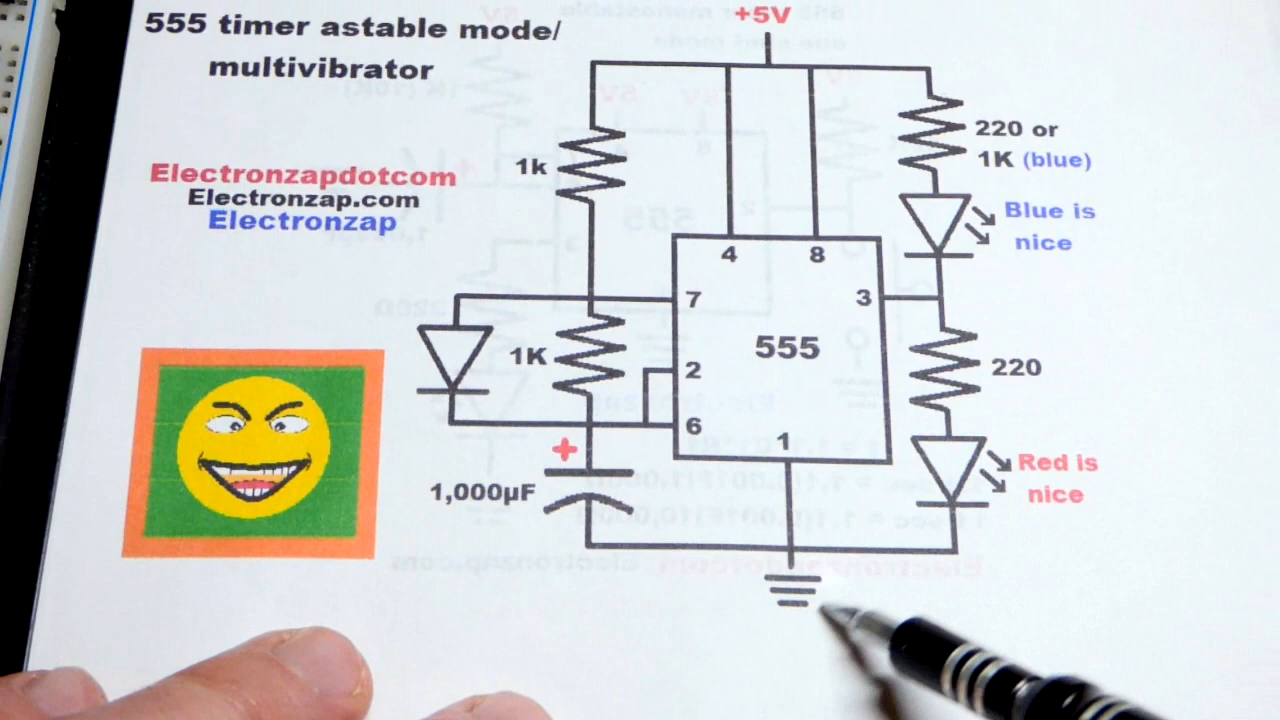 555 timer astable mode/
multivibrator
Electronzapdotcom
Electronzap.com
Electronzap
+5V
1k
220 or
1K (blue)
Blue is
nice
4
8
7
3
1K
2
555
220
6
+
1
1,000µF
Red is
nice